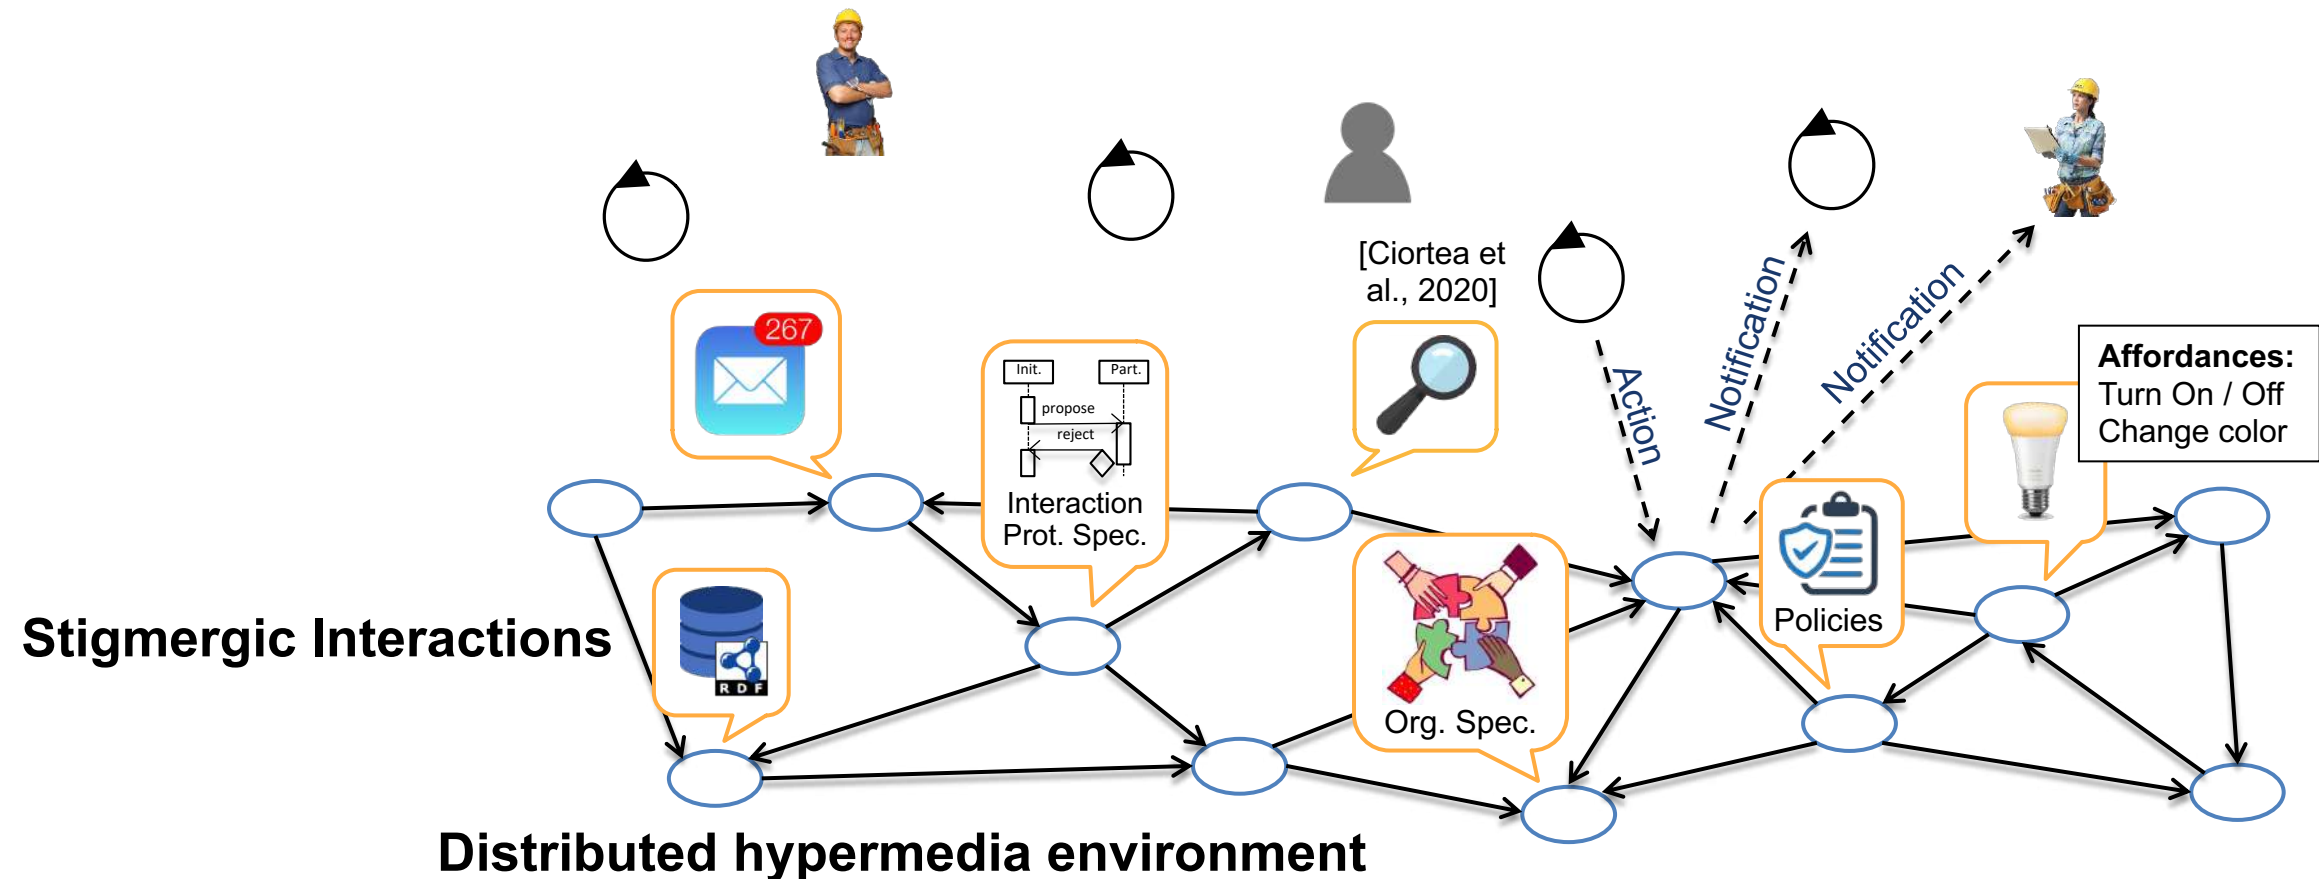 [Ciortea et
al., 2020]
267
Init.
Part.
propose
reject
Interaction
Prot. Spec.
Action
Notification
Notification
Affordances:
Turn On / Off
Change color
Policies
RDF
Org. Spec.
Stigmergic Interactions
Distributed hypermedia environment